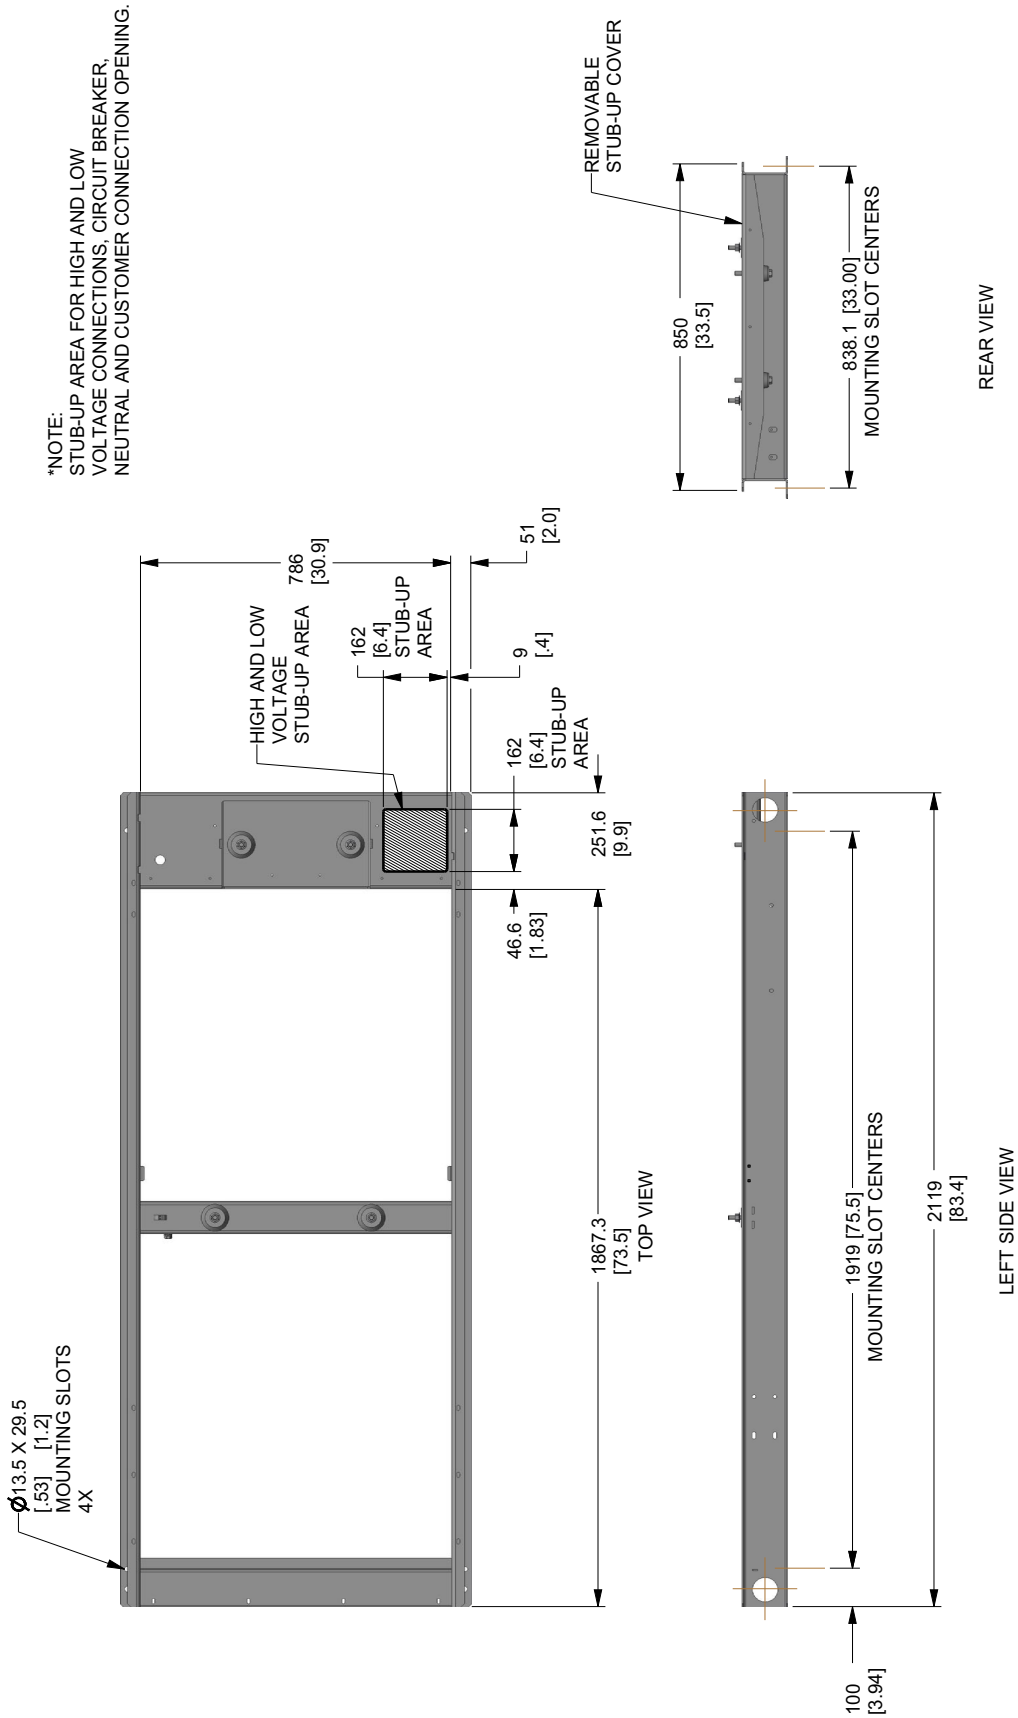 *NOTE:
STUB-UP AREA FOR HIGH AND LOW
VOLTAGE CONNECTIONS, CIRCUIT BREAKER,
NEUTRAL AND CUSTOMER CONNECTION OPENING.
Ø13.5 X 29.5
[.53] [1.2]
MOUNTING SLOTS
4X
HIGH AND LOW
VOLTAGE
STUB-UP AREA
786
[30.9]
162
[6.4]
STUB-UP
AREA
51
[2.0]
9
[.4]
162
[6.4]
STUB-UP
AREA
251.6
[9.9]
46.6
[1.83]
1867.3
[73.5]
TOP VIEW
REMOVABLE
STUB-UP COVER
850
[33.5]
838.1 [33.00]
MOUNTING SLOT CENTERS
REAR VIEW
1919 [75.5]
MOUNTING SLOT CENTERS
2119
[83.4]
100
[3.94]
LEFT SIDE VIEW